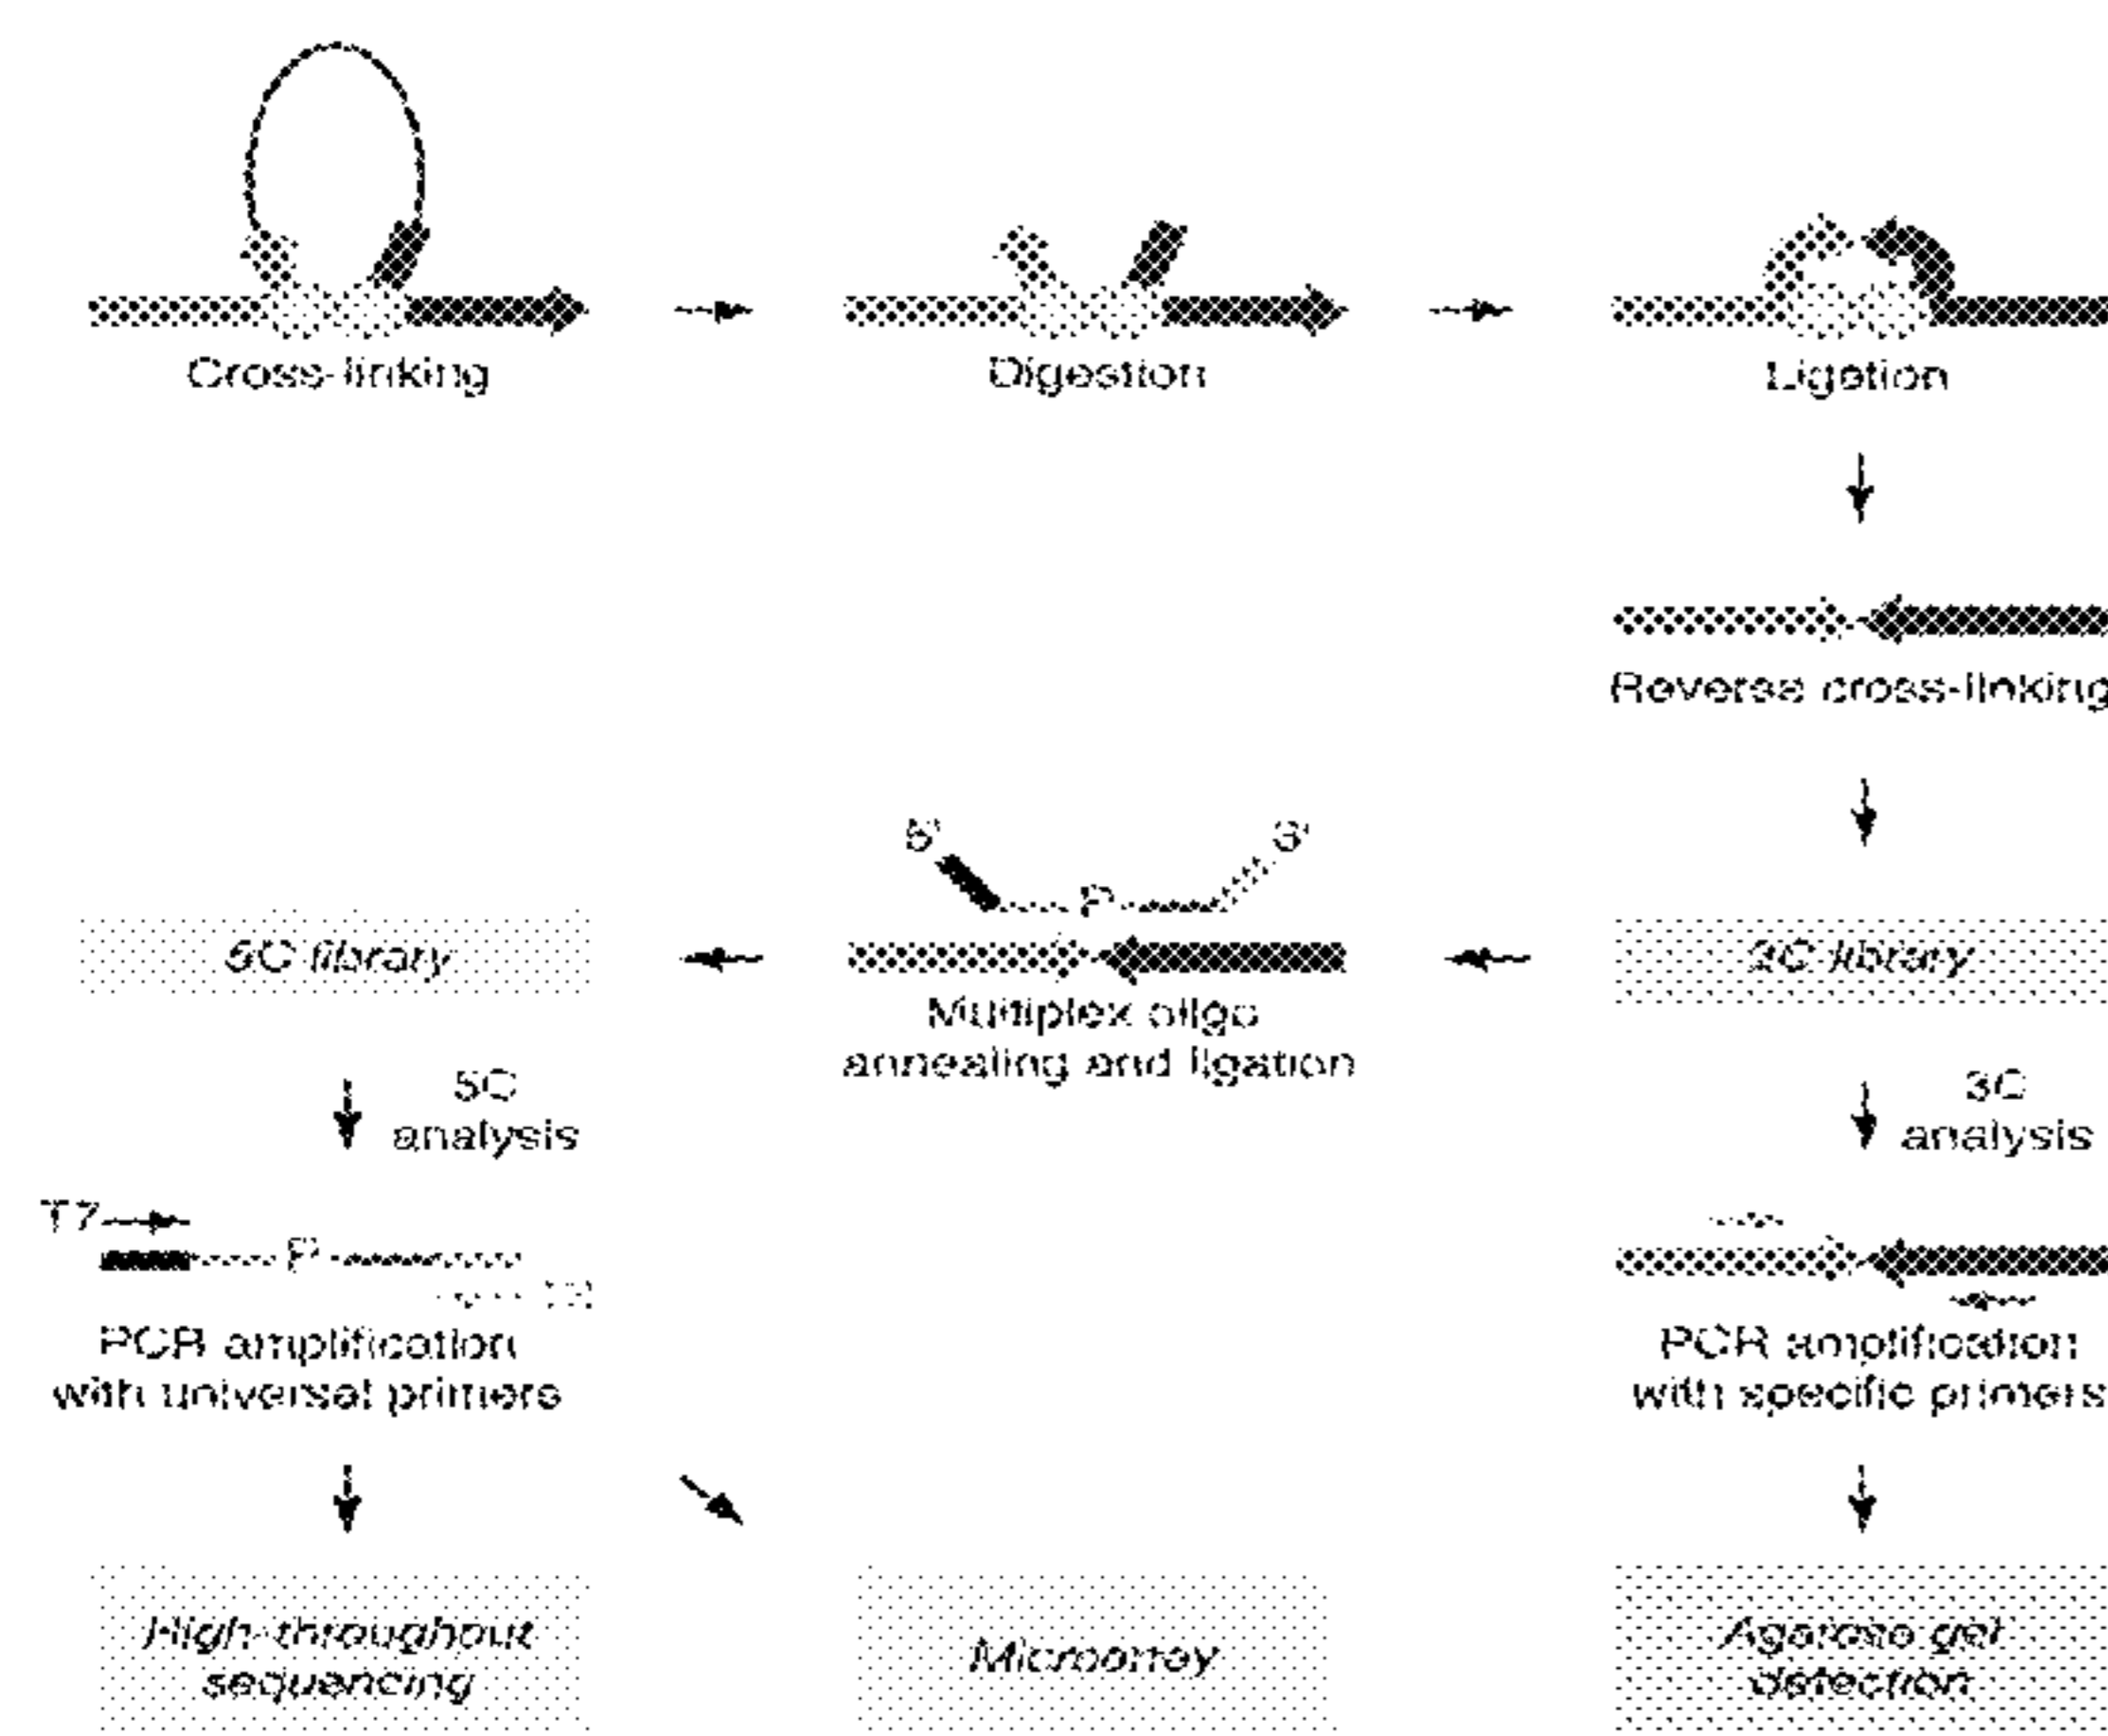 Cross-linking
Digestion
Ligation
Reverse cross-linking
5'
3'
P
5C library
3C library
Multiplex oligo
annealing and ligation
5C
analysis
3C
analysis
T7
P
PCR amplification
with universal primers
PCR amplification
with specific primers
High-throughput
sequencing
Microarray
Agarose gel
detection